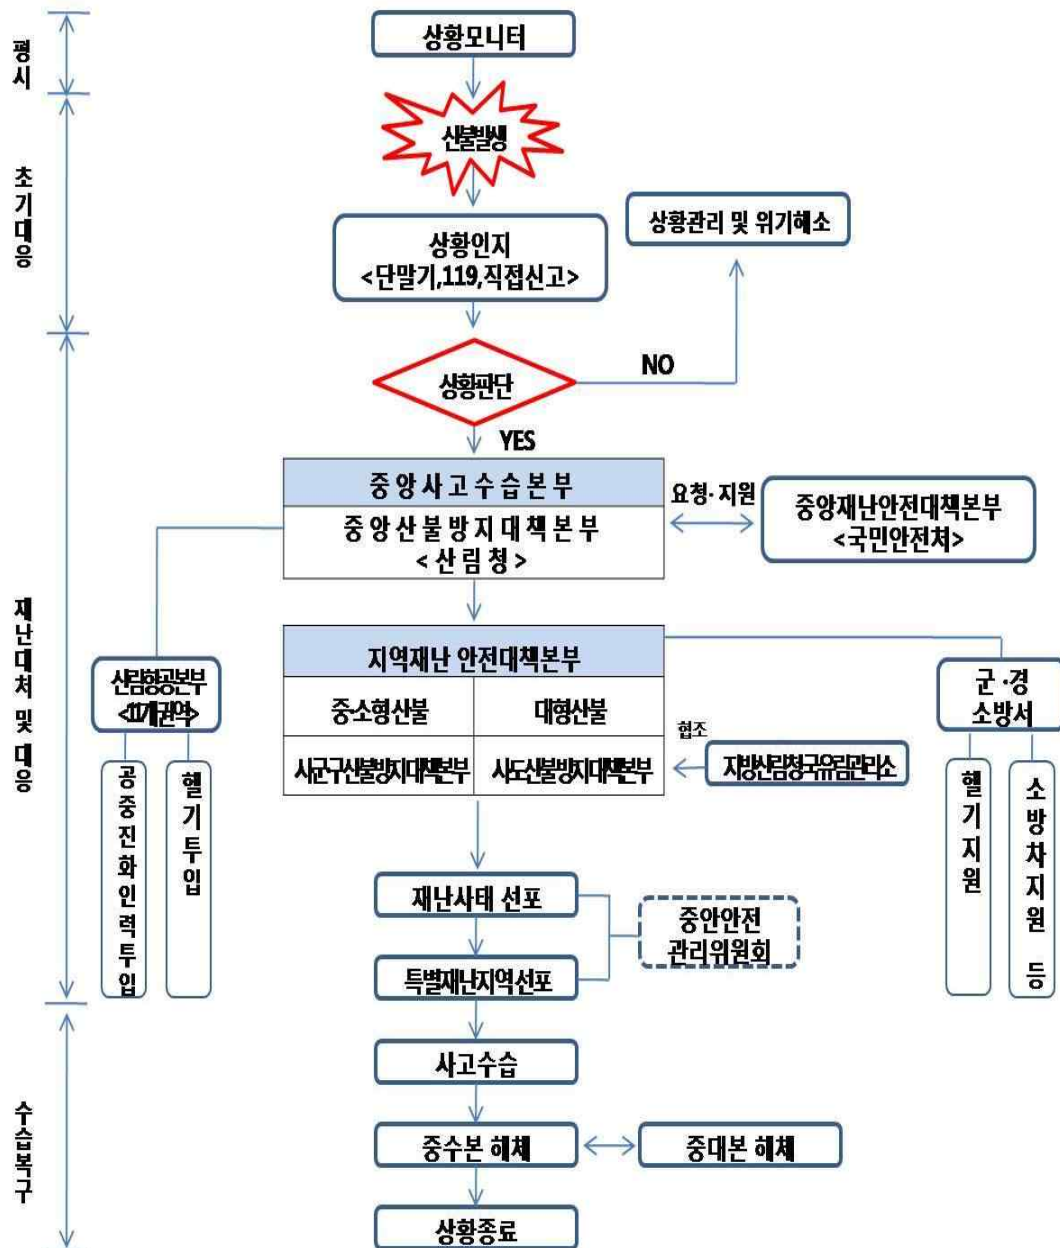 평시
상황모니터
산불발생
초기대응
상황인지
<단말기,119,직접신고>
상황관리 및 위기해소
상황판단
NO
YES
재난대처 및 대응
중앙사고수습본부
중앙산불방지대책본부
<산림청>
요청·지원
중앙재난안전대책본부
<국민안전처>
지역재난 안전대책본부
중·소형산불
대형산불
시군구산불방지대책본부
시도산불방지대책본부
협조
지방산림청국유림관리소
산림항공본부
<11개권역>
공중진화인력투입
헬기투입
군·경
소방서
헬기지원
소방차지원 등
재난사태 선포
중안안전
관리위원회
특별재난지역선포
수습복구
사고수습
중수본 해체
중대본 해체
상황종료